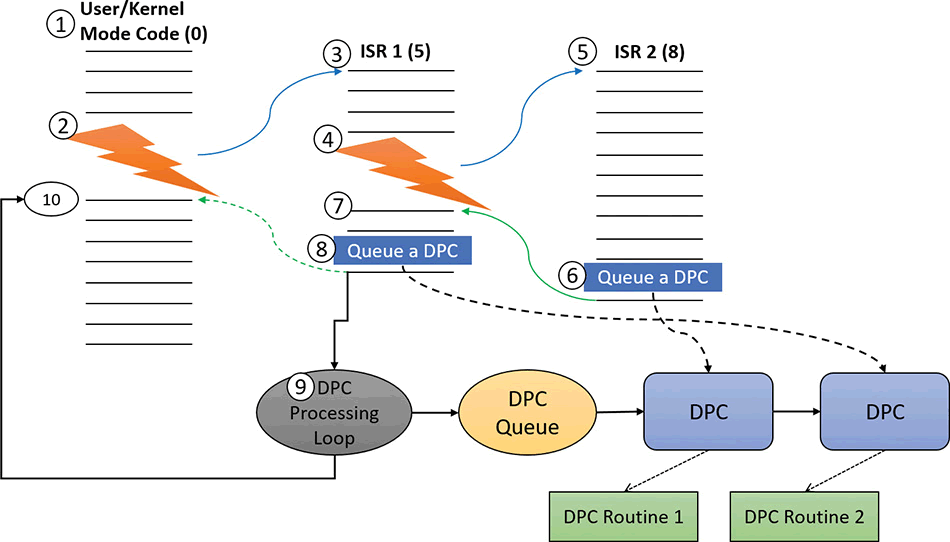 1
User/Kernel
Mode Code (0)
3
ISR 1 (5)
5
ISR 2 (8)
2
4
10
7
8
Queue a DPC
6
Queue a DPC
9
DPC
Processing
Loop
DPC
Queue
DPC
DPC
DPC Routine 1
DPC Routine 2